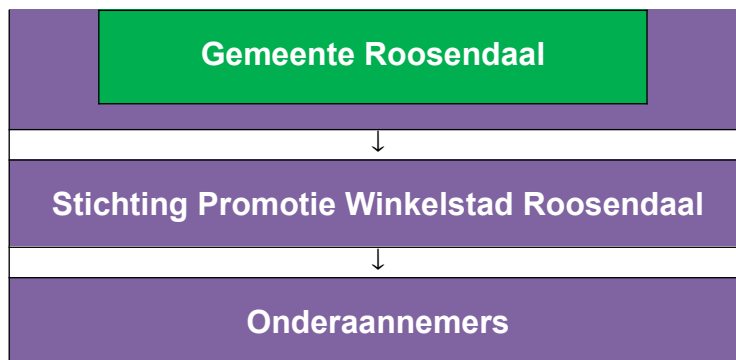 Gemeente Roosendaal
↓
Stichting Promotie Winkelstad Roosendaal
↓
Onderaannemers